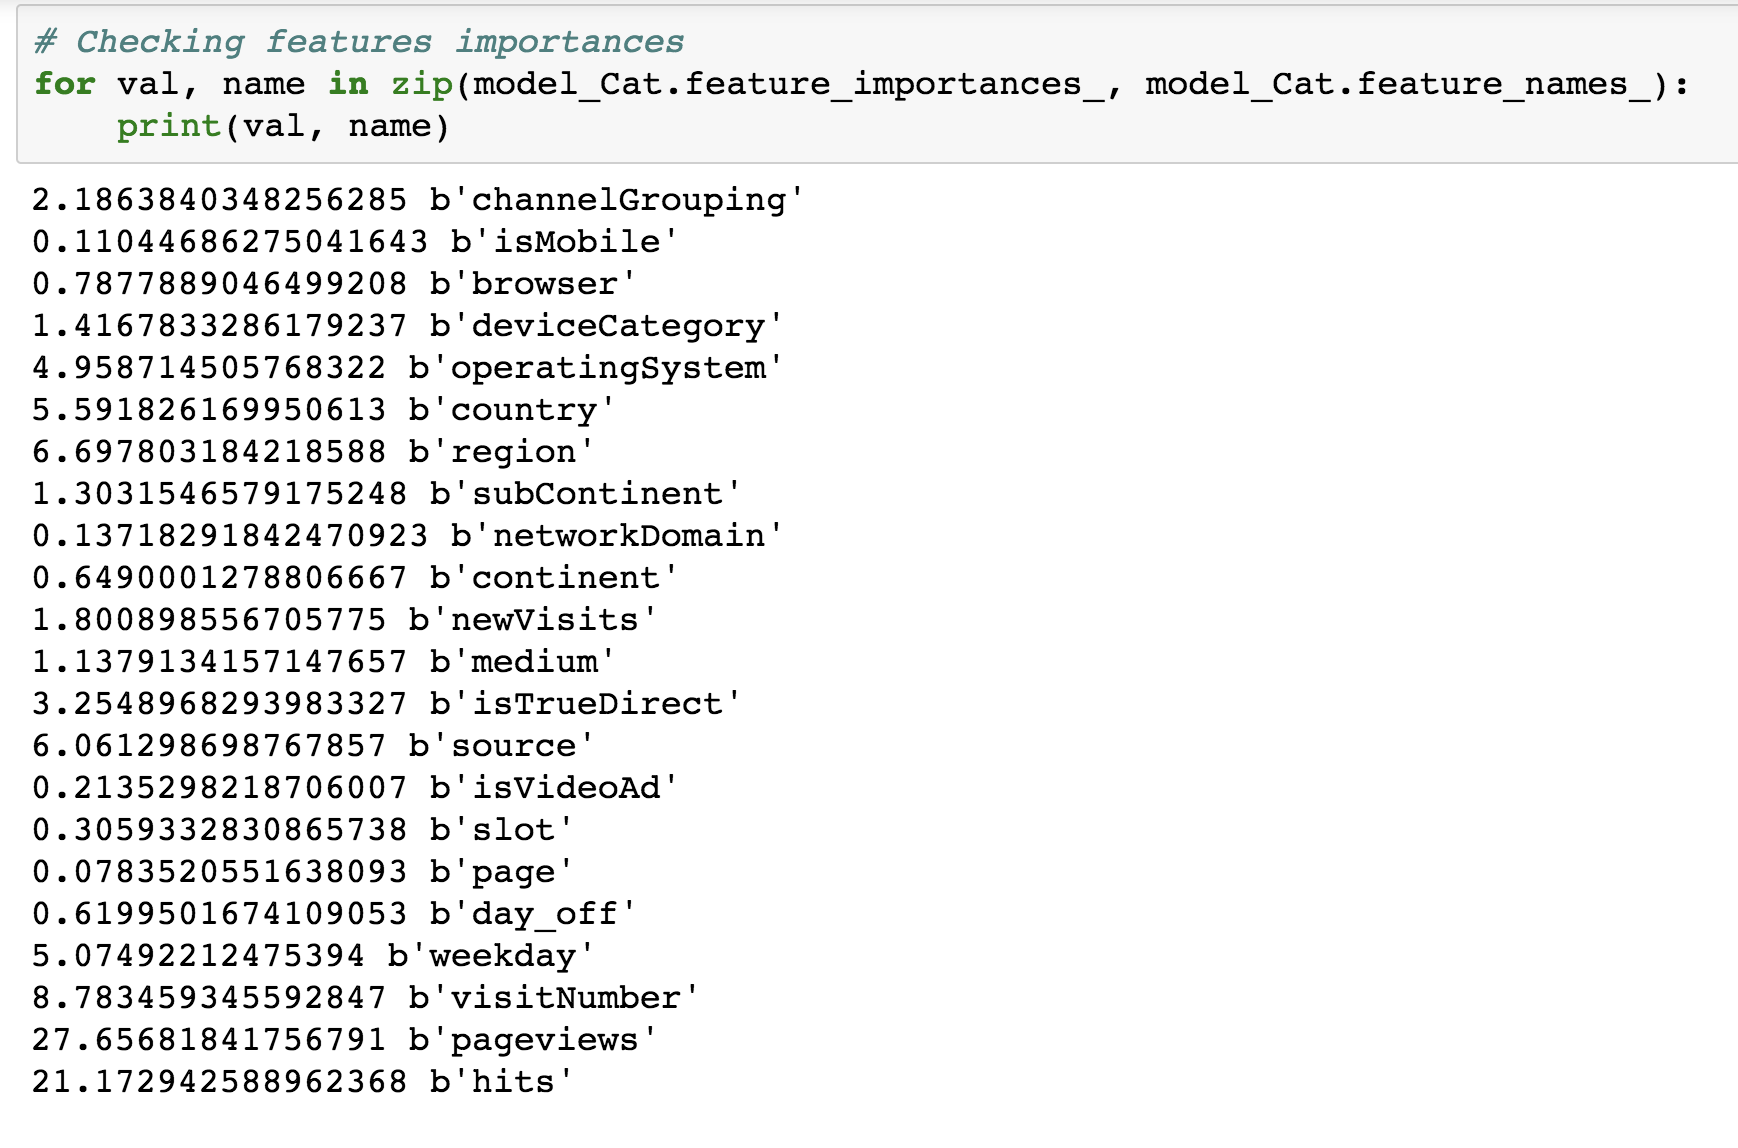 # Checking features importances
for val, name in zip(model_Cat.feature_importances_, model_Cat.feature_names_):
    print(val, name)
2.1863840348256285 b'channelGrouping'
0.11044686275041643 b'isMobile'
0.7877889046499208 b'browser'
1.4167833286179237 b'deviceCategory'
4.958714505768322 b'operatingSystem'
5.591826169950613 b'country'
6.697803184218588 b'region'
1.3031546579175248 b'subContinent'
0.13718291842470923 b'networkDomain'
0.6490001278806667 b'continent'
1.800898556705775 b'newVisits'
1.1379134157147657 b'medium'
3.2548968293983327 b'isTrueDirect'
6.061298698767857 b'source'
0.2135298218706007 b'isVideoAd'
0.3059332830865738 b'slot'
0.0783520551638093 b'page'
0.6199501674109053 b'day_off'
5.07492212475394 b'weekday'
8.783459345592847 b'visitNumber'
27.65681841756791 b'pageviews'
21.172942588962368 b'hits'